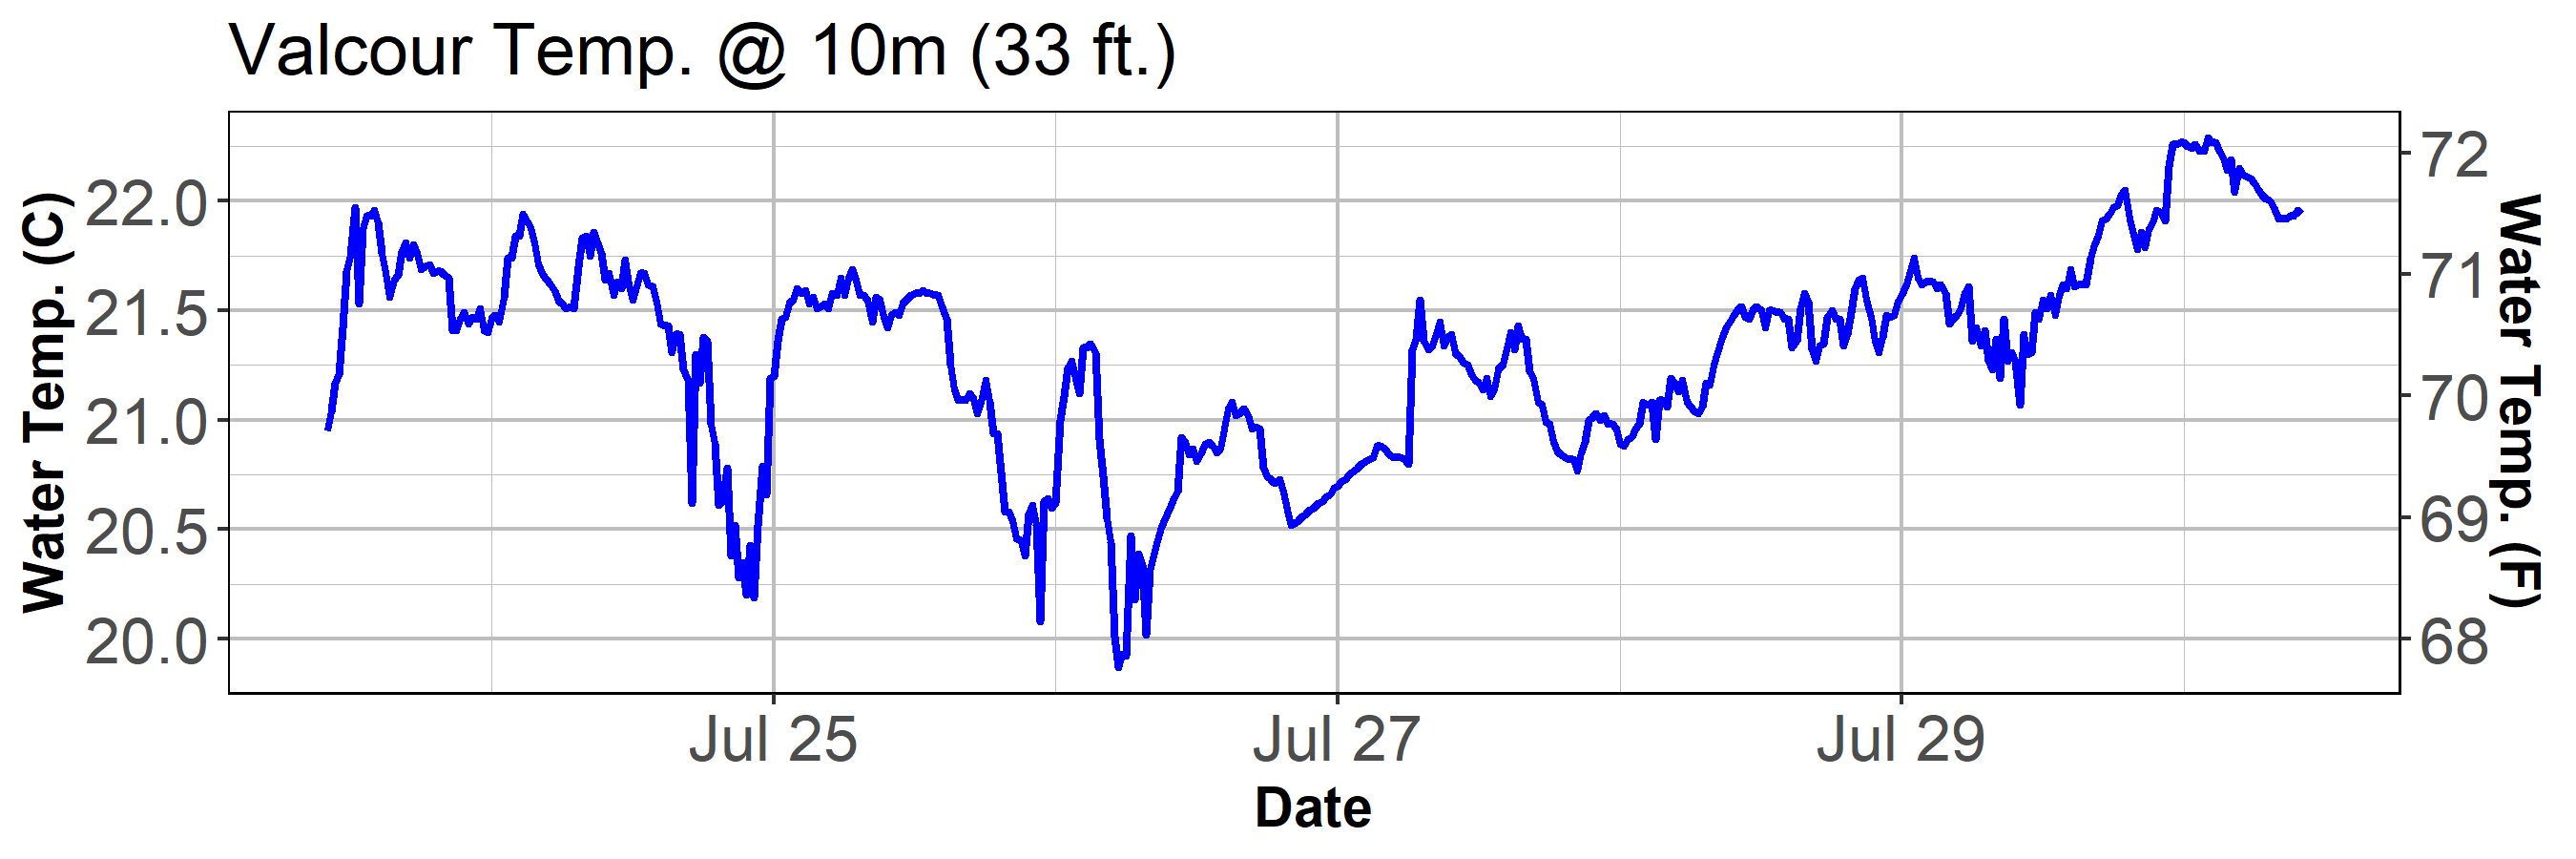 Valcour Temp. @ 10m (33 ft.)
Water Temp. (C)
22.0
21.5
21.0
20.5
20.0
72
71
70
69
68
Water Temp. (F)
Jul 25 Jul 27 Jul 29
Date